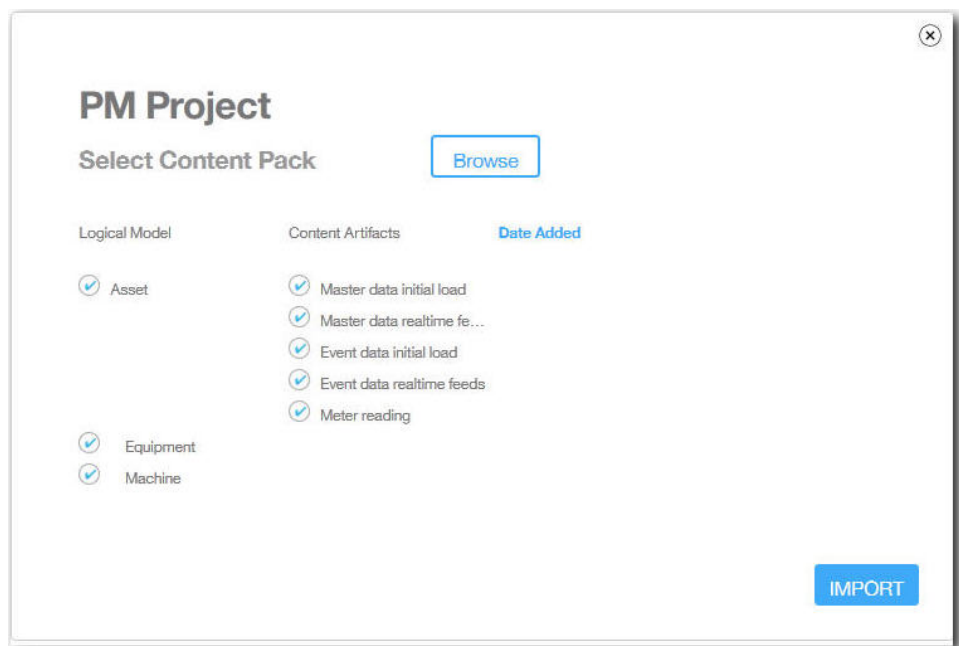 PM Project
Select Content Pack Browse
Logical Model Content Artifacts Date Added
Asset Master data initial load
Master data realtime fe...
Event data initial load
Event data realtime feeds
Meter reading
Equipment
Machine
IMPORT